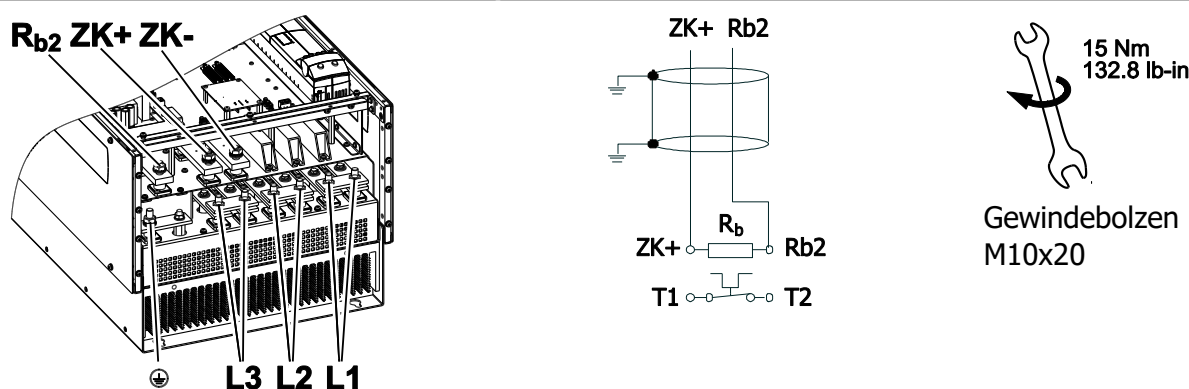 Rb2 ZK+ ZK-
L3 L2 L1
ZK+ Rb2
Rb
ZK+ Rb2
T1 T2
15 Nm
132.8 lb-in
Gewindebolzen
M10x20